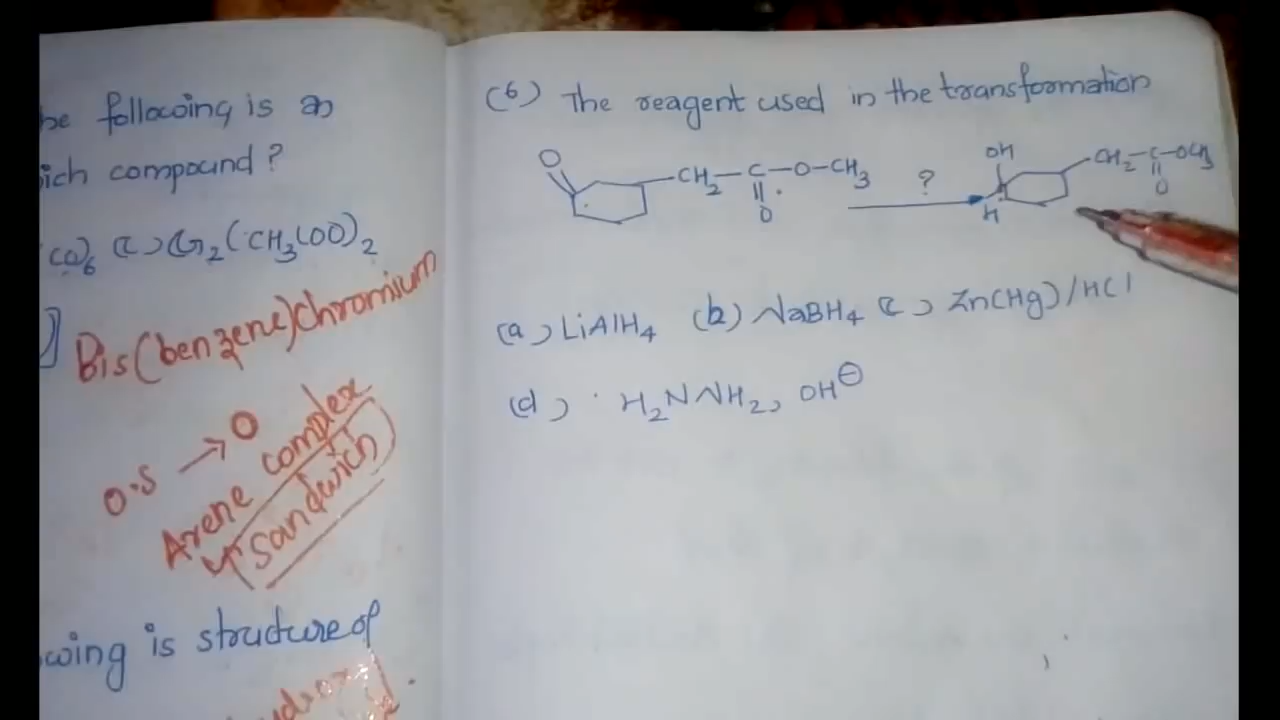 he following is an
ich compound?
(CO)6 (c) Cr2(CH3COO)2
Bis(benzene)chromium
O.S → 0
Arene complex
Sandwich
owing is structure of
(6) The reagent used in the transformation
O
CH2-C-O-CH3
O
?
OH
H
CH2-C-OCH3
O
(a) LiAlH4 (b) NaBH4 (c) Zn(Hg)/HCl
(d) H2NNH2, OH⊖